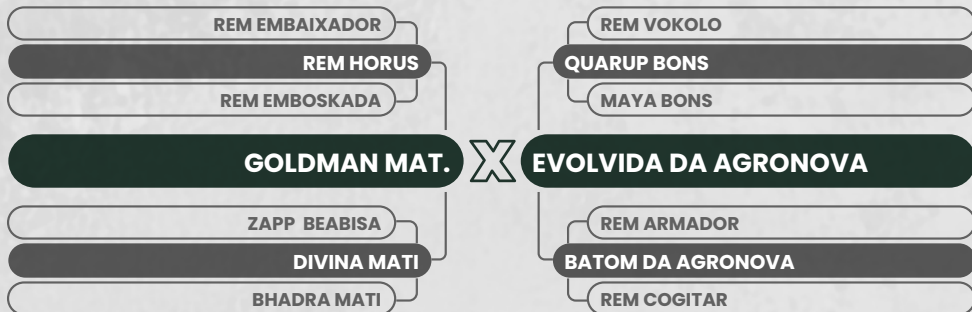 REM EMBAIXADOR
REM HORUS
REM EMBOSKADA
GOLDMAN MAT.
ZAPP BEABISA
DIVINA MATI
BHADRA MATI
X
REM VOKOLO
QUARUP BONS
MAYA BONS
EVOLVIDA DA AGRONOVA
REM ARMADOR
BATOM DA AGRONOVA
REM COGITAR